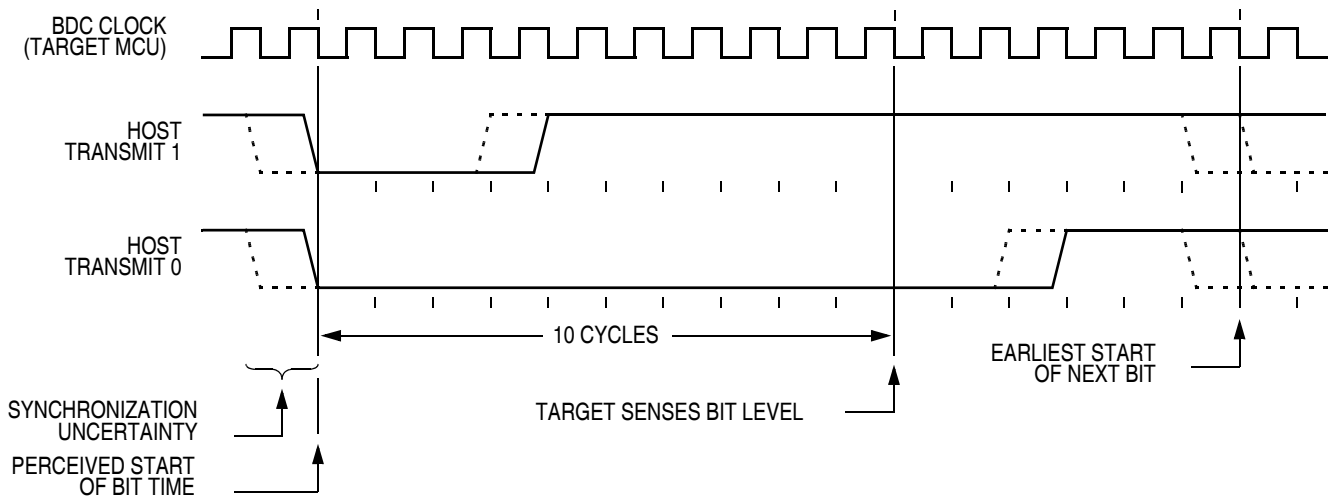 BDC CLOCK
(TARGET MCU)
HOST
TRANSMIT 1
HOST
TRANSMIT 0
10 CYCLES
EARLIEST START
OF NEXT BIT
SYNCHRONIZATION
UNCERTAINTY
TARGET SENSES BIT LEVEL
PERCEIVED START
OF BIT TIME